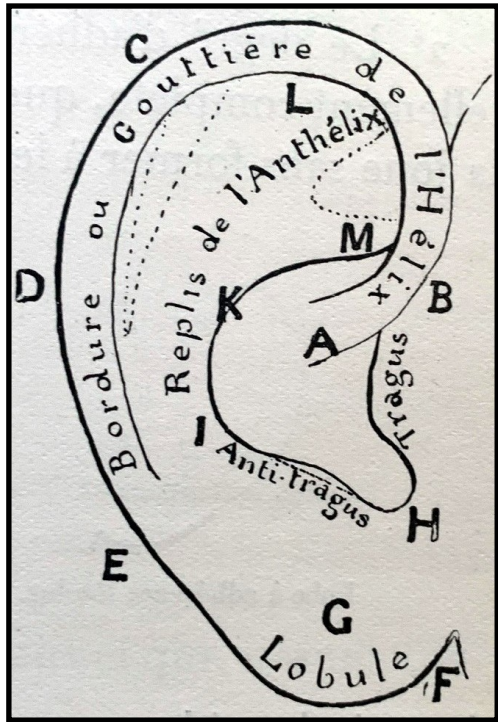 C
Bordure ou Gouttière de l'Hélix
L
Replis de l'Anthélix
M
D
K
B
A
Tragus
I
Anti-tragus
H
E
G
Lobule
F